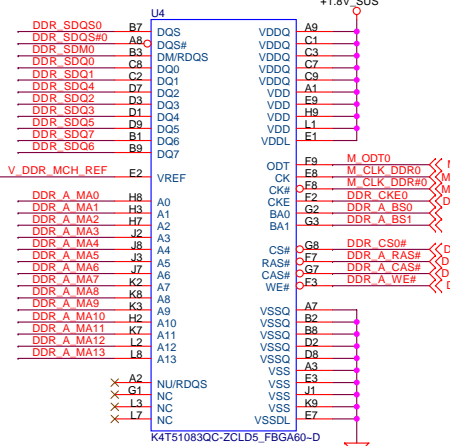 +1.8V_SUS
U4
DDR_SDQS0 B7 DQS VDDQ A9
DDR_SDQS#0 A8 DQS# VDDQ C1
DDR_SDM0 B3 DM/RDQS VDDQ C3
DDR_SDQ0 C8 DQ0 VDDQ C7
DDR_SDQ1 C2 DQ1 VDDQ C9
DDR_SDQ4 D7 DQ2 VDD A1
DDR_SDQ2 D3 DQ3 VDD E9
DDR_SDQ3 D1 DQ4 VDD H9
DDR_SDQ5 D9 DQ5 VDD L1
DDR_SDQ7 B1 DQ6 VDDL E1
DDR_SDQ6 B9 DQ7
ODT F9 M_ODT0
V_DDR_MCH_REF E2 VREF CK E8 M_CLK_DDR0
CK# F8 M_CLK_DDR#0
DDR_A_MA0 H8 A0 CKE F2 DDR_CKE0
DDR_A_MA1 H3 A1 BA0 G2 DDR_A_BS0
DDR_A_MA2 H7 A2 BA1 G3 DDR_A_BS1
DDR_A_MA3 J2 A3
DDR_A_MA4 J8 A4 CS# G8 DDR_CS0#
DDR_A_MA5 J3 A5 RAS# F7 DDR_A_RAS#
DDR_A_MA6 J7 A6 CAS# G7 DDR_A_CAS#
DDR_A_MA7 K2 A7 WE# F3 DDR_A_WE#
DDR_A_MA8 K8 A8
DDR_A_MA9 K3 A9 VSSQ A7
DDR_A_MA10 H2 A10 VSSQ B2
DDR_A_MA11 K7 A11 VSSQ B8
DDR_A_MA12 L2 A12 VSSQ D2
DDR_A_MA13 L8 A13 VSSQ D8
VSS A3
A2 NU/RDQS VSS E3
G1 NC VSS J1
L3 NC VSS K9
L7 NC VSSDL E7
K4T51083QC-ZCLD5_FBGA60~D